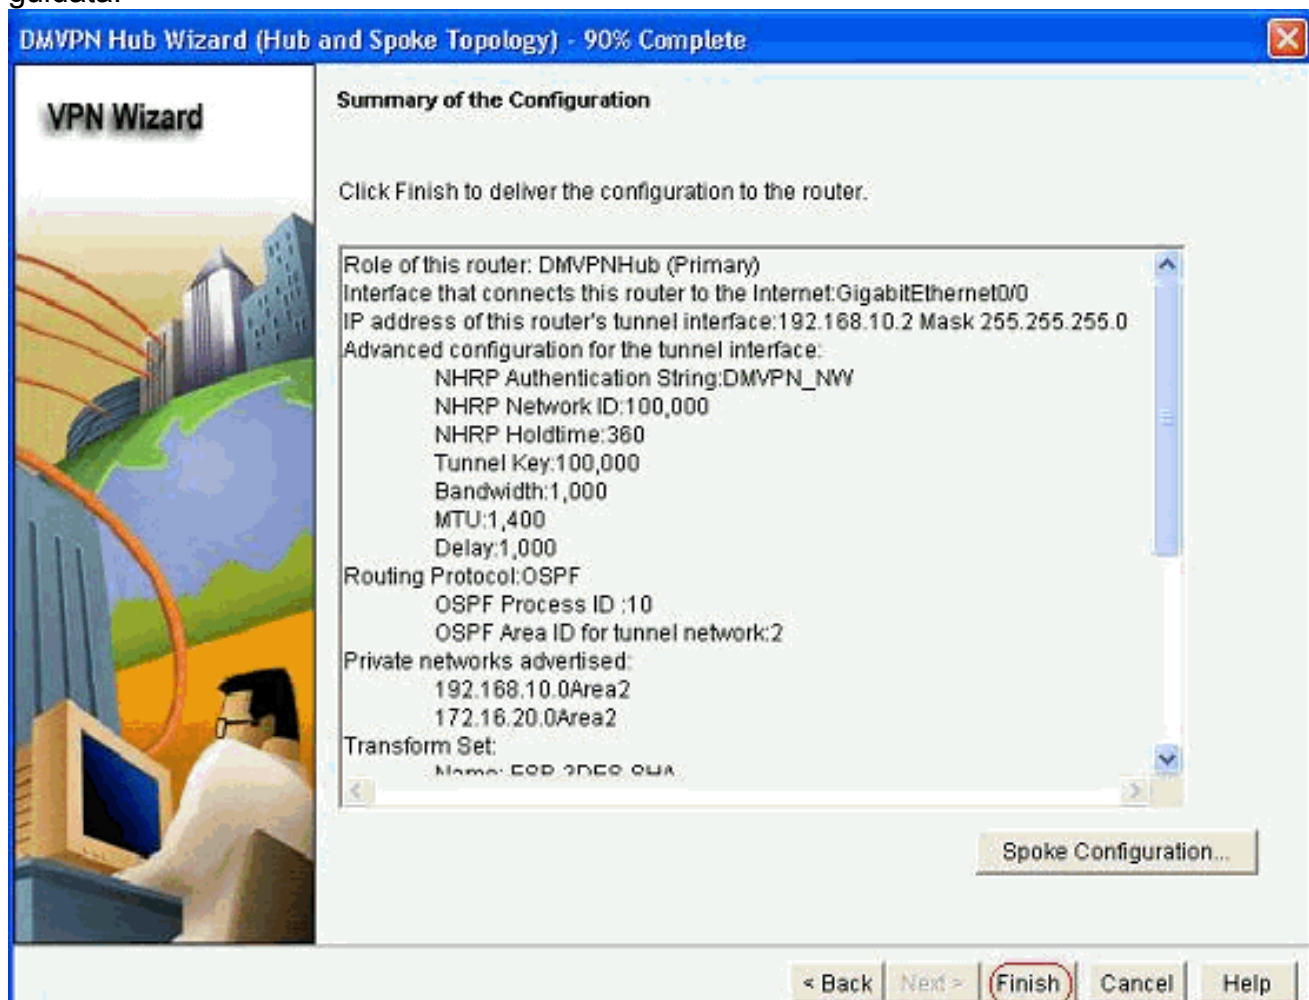 guidata.
DMVPN Hub Wizard (Hub and Spoke Topology) - 90% Complete
VPN Wizard
Summary of the Configuration
Click Finish to deliver the configuration to the router.
Role of this router: DMVPNHub (Primary)
Interface that connects this router to the Internet:GigabitEthernet0/0
IP address of this router's tunnel interface:192.168.10.2 Mask 255.255.255.0
Advanced configuration for the tunnel interface:
NHRP Authentication String:DMVPN_NW
NHRP Network ID:100,000
NHRP Holdtime:360
Tunnel Key:100,000
Bandwidth:1,000
MTU:1,400
Delay:1,000
Routing Protocol:OSPF
OSPF Process ID :10
OSPF Area ID for tunnel network:2
Private networks advertised:
192.168.10.0Area2
172.16.20.0Area2
Transform Set:
Name: ESP-3DES-SHA
Spoke Configuration...
< Back
Next >
Finish
Cancel
Help